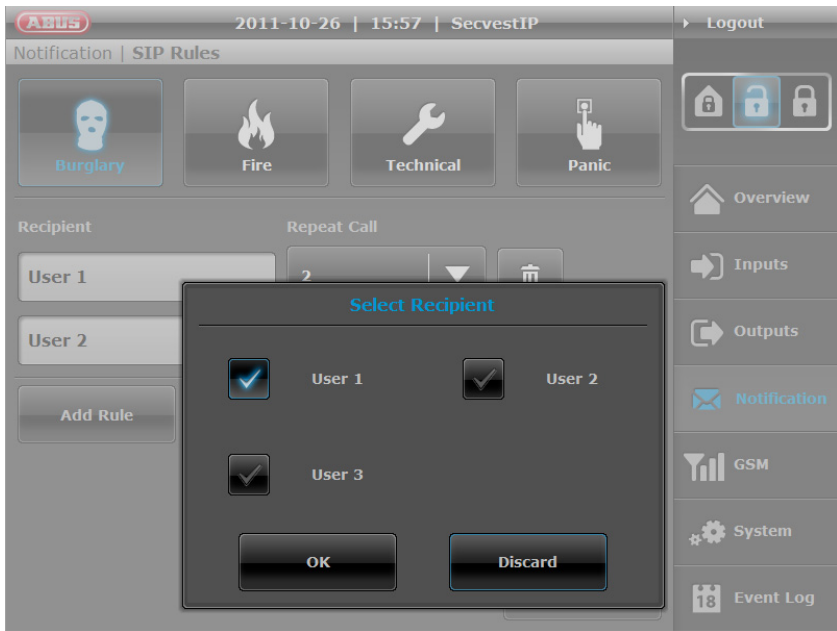 ABUS
2011-10-26 | 15:57 | SecvestIP
Logout
Notification | SIP Rules
Burglary
Fire
Technical
Panic
Overview
Recipient
Repeat Call
User 1
2
Inputs
Select Recipient
User 2
Outputs
User 1
User 2
Add Rule
Notification
User 3
GSM
OK
Discard
System
18
Event Log